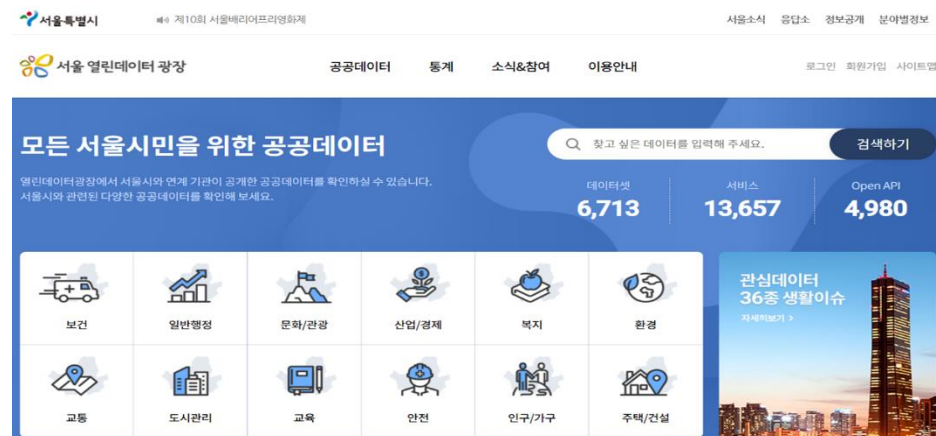 서울특별시
제10회 서울배리어프리영화제
서울소식 응답소 정보공개 분야별정보
서울 열린데이터 광장
공공데이터 통계 소식&참여 이용안내
로그인 회원가입 사이트맵
모든 서울시민을 위한 공공데이터
찾고 싶은 데이터를 입력해 주세요.
검색하기
열린데이터광장에서 서울시와 연계 기관이 공개한 공공데이터를 확인하실 수 있습니다.
서울시와 관련된 다양한 공공데이터를 확인해 보세요.
데이터셋 서비스 Open API
6,713 13,657 4,980
관심데이터
36종 생활이슈
자세히보기 >
보건 일반행정 문화/관광 산업/경제 복지 환경
교통 도시관리 교육 안전 인구/가구 주택/건설